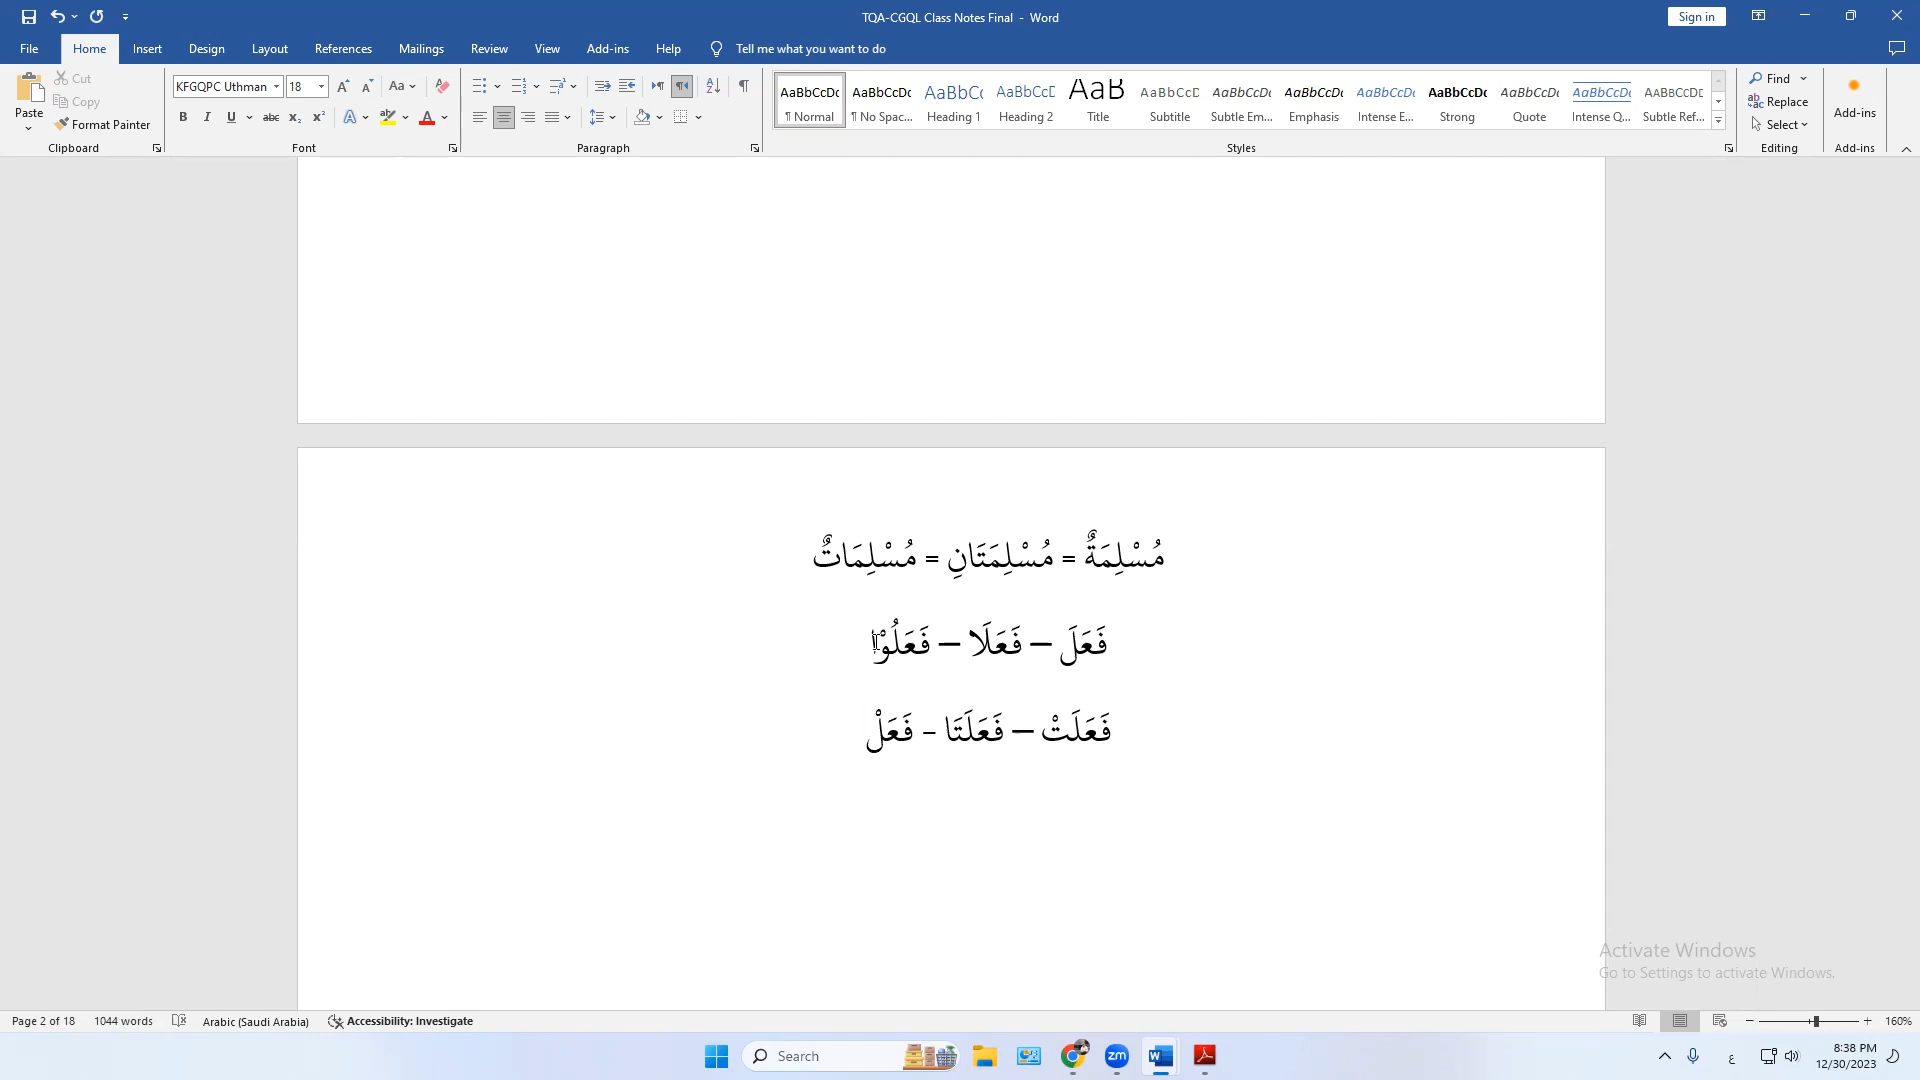 TQA-CGQL Class Notes Final - Word
Sign in
File Home Insert Design Layout References Mailings Review View Add-ins Help Tell me what you want to do
Paste
Cut
Copy
Format Painter
Clipboard
KFGQPC Uthman 18
Font
Paragraph
AaBbCcDc AaBbCcDc AaBbCc AaBbCcD AaB AaBbCcD AaBbCcDc AaBbCcDc AaBbCcDc AaBbCcDc AaBbCcDc AaBbCcDc AABBCCDE
¶ Normal ¶ No Spac... Heading 1 Heading 2 Title Subtitle Subtle Em... Emphasis Intense E... Strong Quote Intense Q... Subtle Ref...
Styles
Find
Replace
Select
Editing
Add-ins
Add-ins
مُسْلِمَةٌ = مُسْلِمَتَانِ = مُسْلِمَاتٌ
فَعَلَ – فَعَلَا – فَعَلُوْا
فَعَلَتْ – فَعَلَتَا - فَعَلْ
Activate Windows
Go to Settings to activate Windows.
Page 2 of 18 1044 words Arabic (Saudi Arabia) Accessibility: Investigate 160%
Search
zm
ع
8:38 PM
12/30/2023